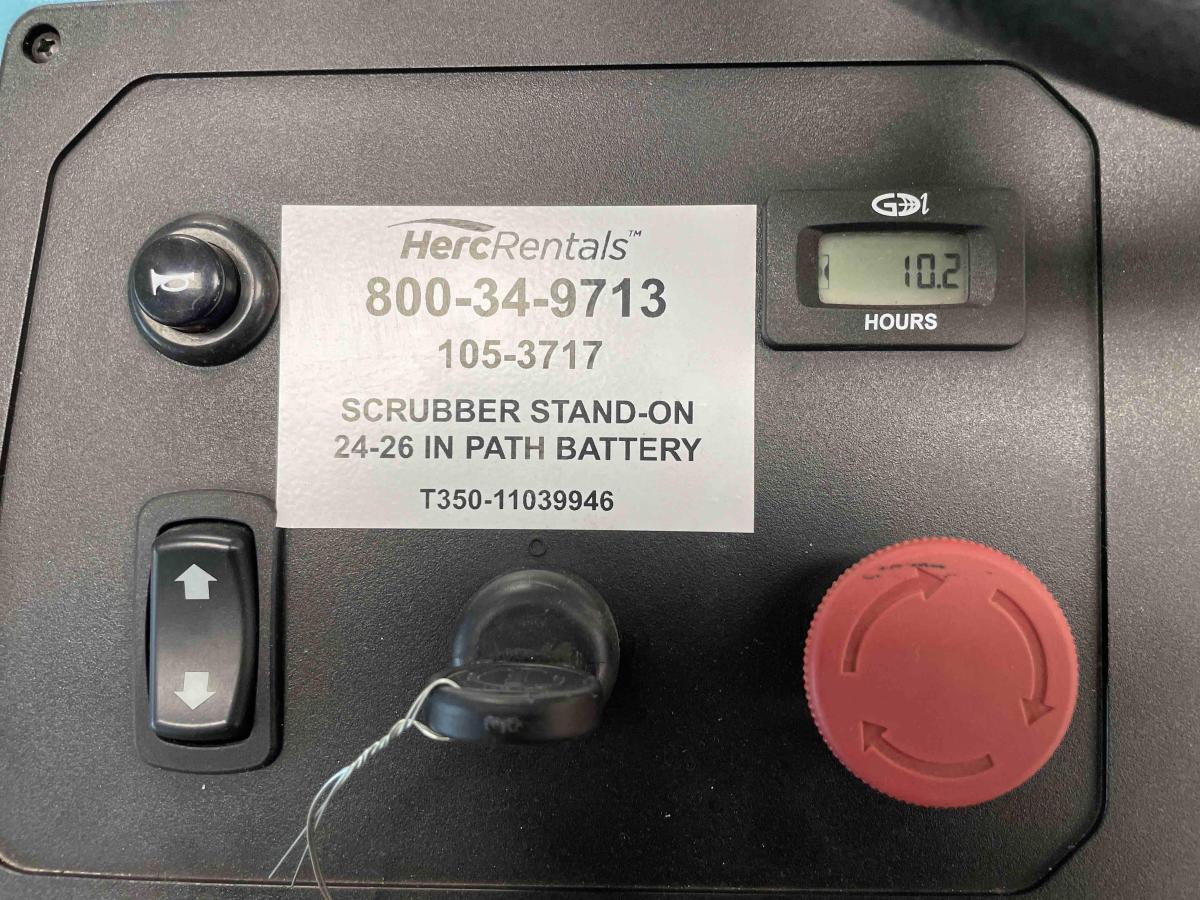 HercRentals™
800-34-9713
105-3717
SCRUBBER STAND-ON
24-26 IN PATH BATTERY
T350-11039946
GDI
10.2
HOURS